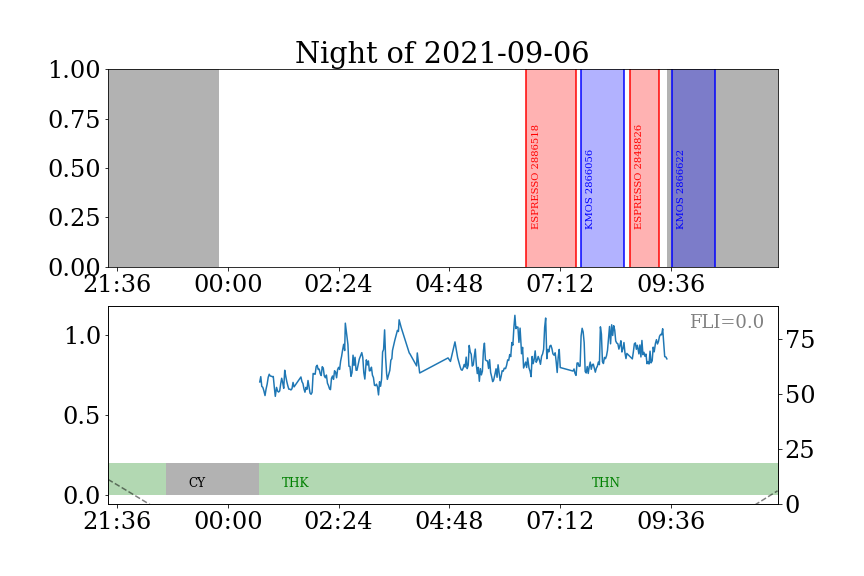 Night of 2021-09-06
1.00
0.75
0.50
0.25
0.00
ESPRESSO 2886518
KMOS 2866056
ESPRESSO 2848826
KMOS 2866622
21:36 00:00 02:24 04:48 07:12 09:36
FLI=0.0
1.0
0.5
0.0
75
50
25
0
CY THK THN
21:36 00:00 02:24 04:48 07:12 09:36